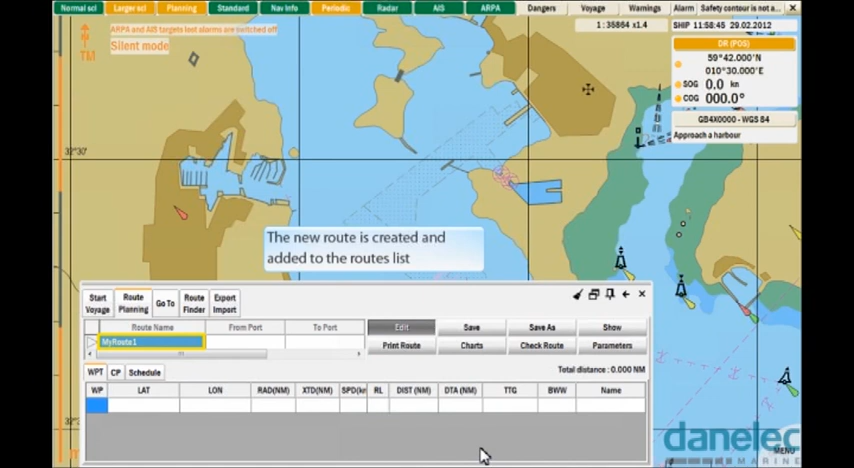 Normal scl Larger scl Planning Standard Nav Info Periodic Radar AIS ARPA Dangers Voyage Warnings Alarm Safety contour is not a...
ARPA and AIS targets lost alarms are switched off
Silent mode
TM
1 : 35864 x1.4
SHIP 11:58:45 29.02.2012
DR (POS)
59°42.000'N
010°30.000'E
SOG 0.0 kn
COG 000.0°
GB4X0000 - WGS 84
Approach a harbour
32'30
The new route is created and
added to the routes list
Start Voyage
Route Planning
Go To
Route Finder
Export Import
Route Name From Port To Port
MyRoute1
Edit Save Save As Show
Print Route Charts Check Route Parameters
WPT CP Schedule
Total distance : 0.000 NM
WP LAT LON RAD(NM) XTD(NM) SPD(kn RL DIST (NM) DTA (NM) TTG BWW Name
danelec
MARINE
MENU